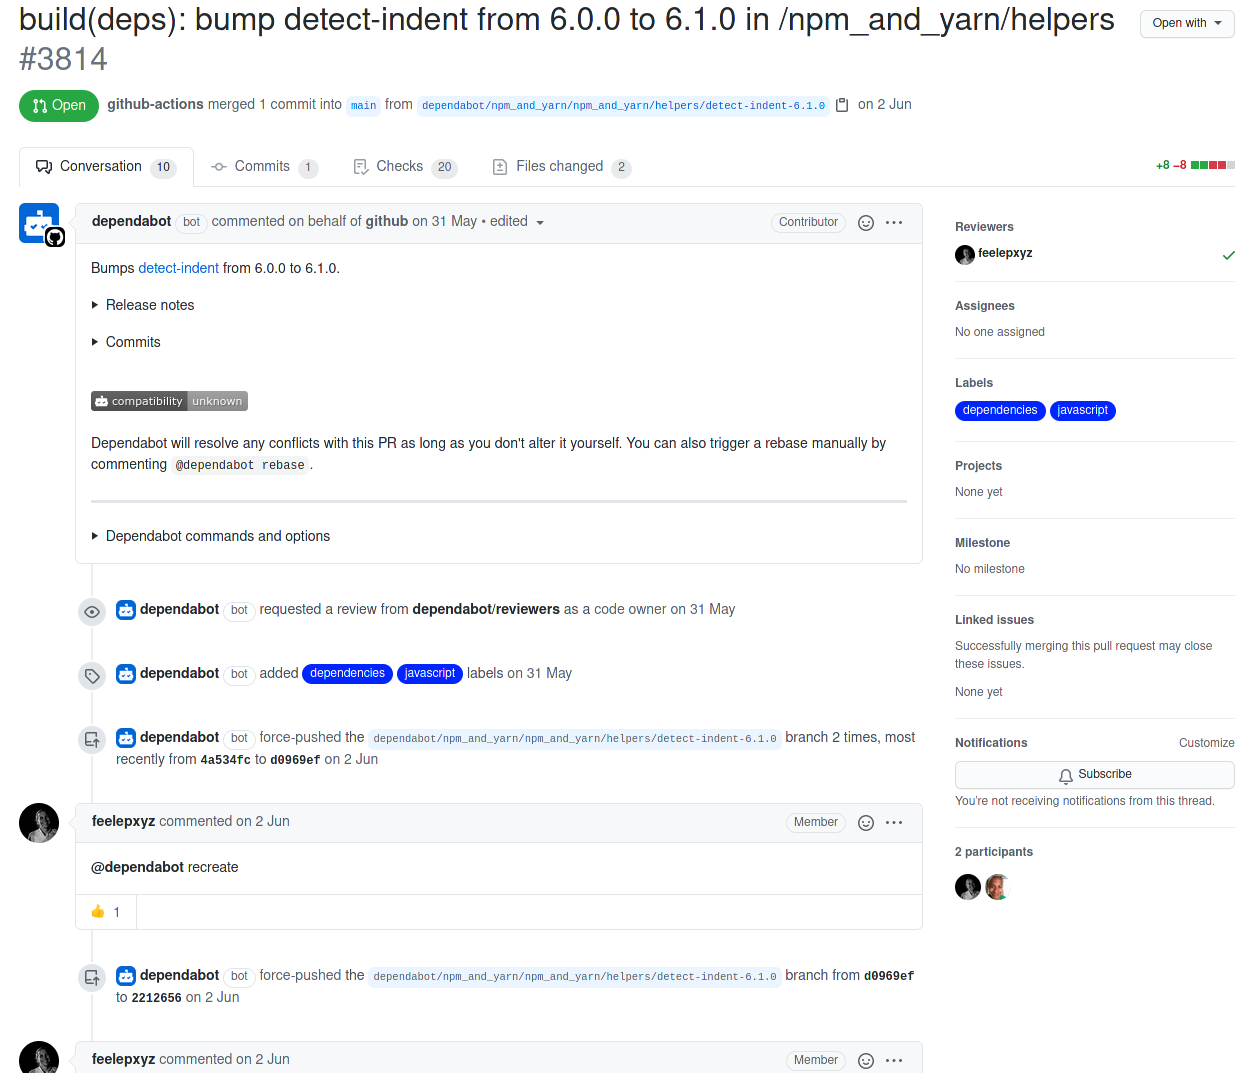 build(deps): bump detect-indent from 6.0.0 to 6.1.0 in /npm_and_yarn/helpers
#3814
Open with
Open
github-actions merged 1 commit into main from dependabot/npm_and_yarn/npm_and_yarn/helpers/detect-indent-6.1.0 on 2 Jun
Conversation 10
Commits 1
Checks 20
Files changed 2
+8 −8
dependabot bot commented on behalf of github on 31 May • edited
Contributor
Bumps detect-indent from 6.0.0 to 6.1.0.
Release notes
Commits
compatibility unknown
Dependabot will resolve any conflicts with this PR as long as you don't alter it yourself. You can also trigger a rebase manually by
commenting @dependabot rebase .
Dependabot commands and options
dependabot bot requested a review from dependabot/reviewers as a code owner on 31 May
dependabot bot added dependencies javascript labels on 31 May
dependabot bot force-pushed the dependabot/npm_and_yarn/npm_and_yarn/helpers/detect-indent-6.1.0 branch 2 times, most
recently from 4a534fc to d0969ef on 2 Jun
feelepxyz commented on 2 Jun
Member
@dependabot recreate
👍 1
dependabot bot force-pushed the dependabot/npm_and_yarn/npm_and_yarn/helpers/detect-indent-6.1.0 branch from d0969ef
to 2212656 on 2 Jun
feelepxyz commented on 2 Jun
Member
Reviewers
feelepxyz
Assignees
No one assigned
Labels
dependencies javascript
Projects
None yet
Milestone
No milestone
Linked issues
Successfully merging this pull request may close
these issues.
None yet
Notifications
Customize
Subscribe
You're not receiving notifications from this thread.
2 participants